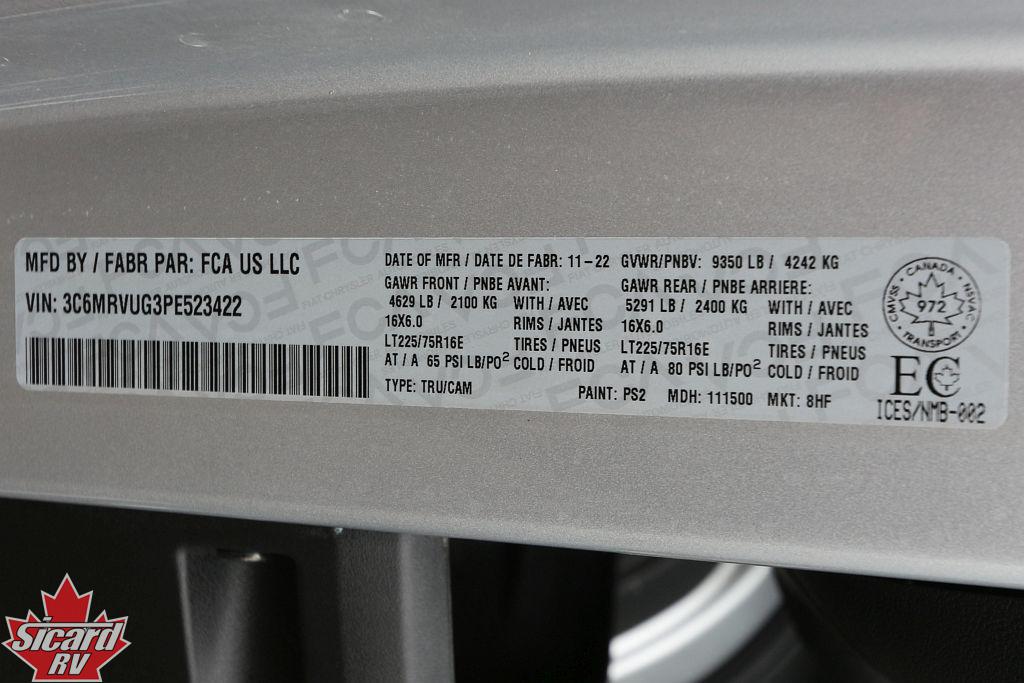 MFD BY / FABR PAR: FCA US LLC
VIN: 3C6MRVUG3PE523422
DATE OF MFR / DATE DE FABR: 11-22 GVWR/PNBV: 9350 LB / 4242 KG
GAWR FRONT / PNBE AVANT: GAWR REAR / PNBE ARRIERE:
4629 LB / 2100 KG WITH / AVEC 5291 LB / 2400 KG WITH / AVEC
16X6.0 RIMS / JANTES 16X6.0 RIMS / JANTES
LT225/75R16E TIRES / PNEUS LT225/75R16E TIRES / PNEUS
AT / A 65 PSI LB/PO² COLD / FROID AT / A 80 PSI LB/PO² COLD / FROID
TYPE: TRU/CAM PAINT: PS2 MDH: 111500 MKT: 8HF
CANADA
CMVSS 972 NSVAC
TRANSPORT
EC
ICES/NMB-002
Sicard
RV